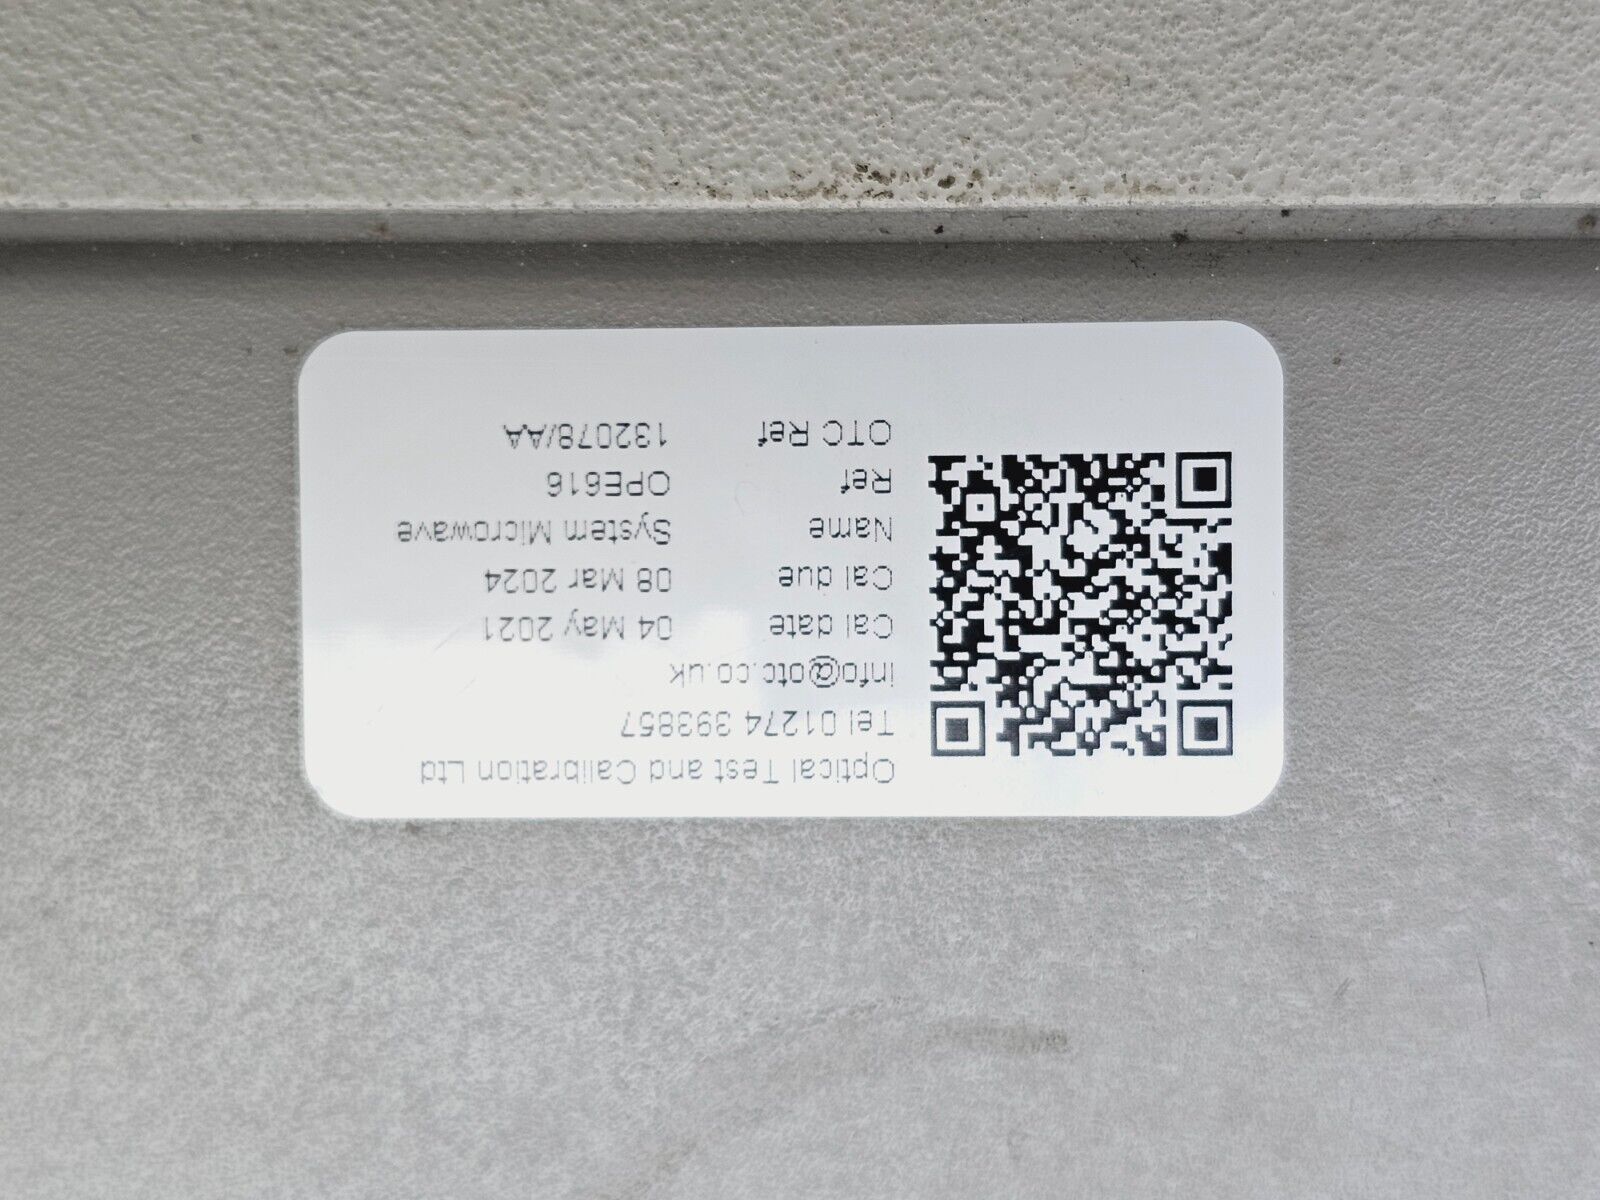 Optical Test and Calibration Ltd
Tel 01274 393857
info@otc.co.uk
Cal date 04 May 2021
Cal due 08 Mar 2024
Name System Microwave
Ref OPE616
OTC Ref 132078/AA